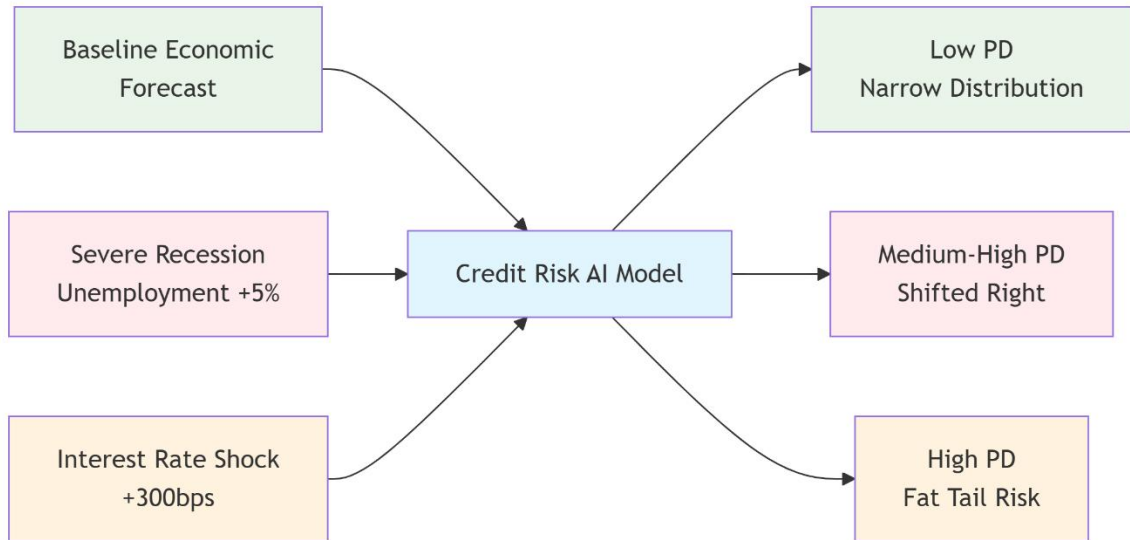 Baseline Economic
Forecast
Low PD
Narrow Distribution
Severe Recession
Unemployment +5%
Credit Risk AI Model
Medium-High PD
Shifted Right
Interest Rate Shock
+300bps
High PD
Fat Tail Risk